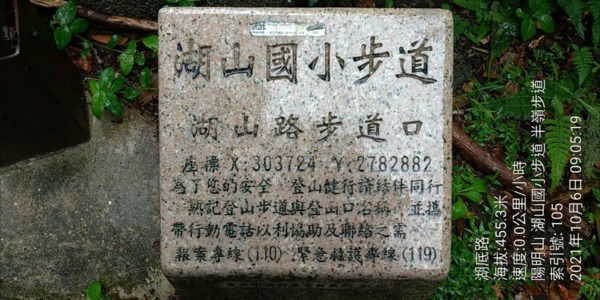 湖山國小步道
湖山路步道口
座標 X:303724 Y:2782882
為了您的安全,登山健行請結伴同行
熟記登山步道與登山口名稱,並攜
帶行動電話以利協助及聯絡之需
報案專線(110) 緊急救護專線(119)
湖底路
海拔:455.3米
速度:0.0公里/小時
陽明山 湖山國小步道 半嶺步道
索引號: 105
2021年10月6日 09:05:19